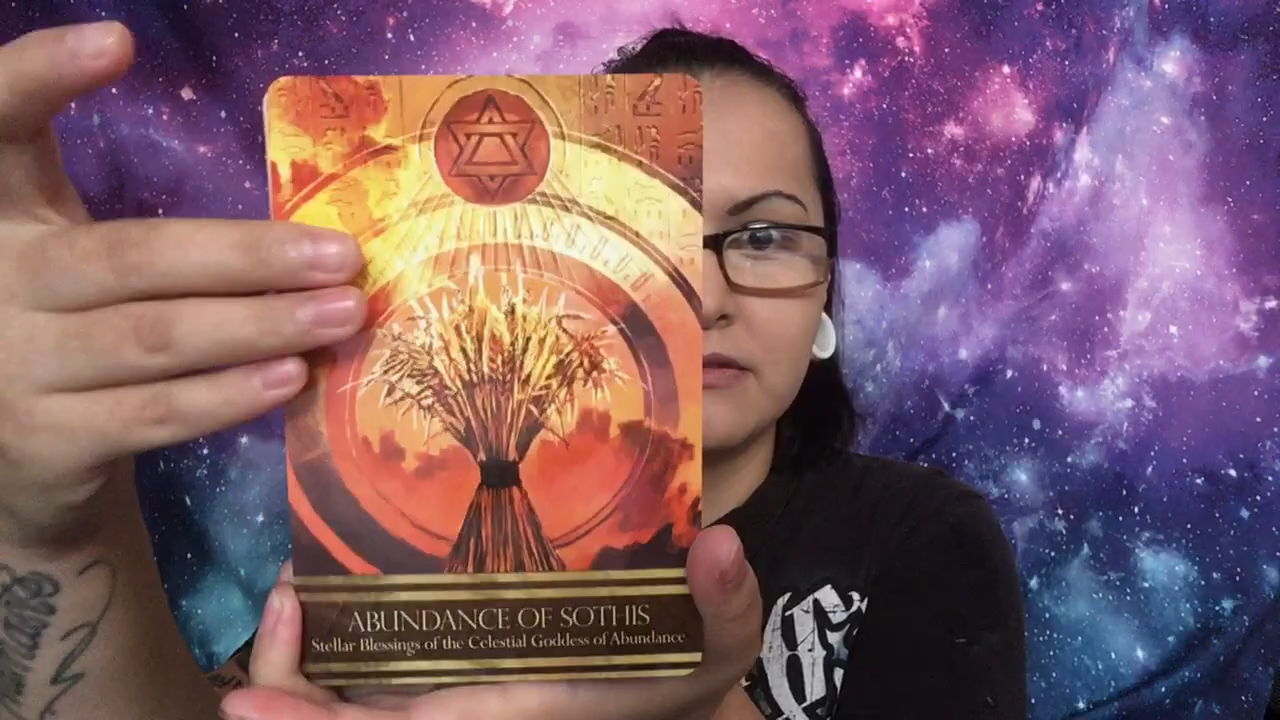 ABUNDANCE OF SOTHIS
Stellar Blessings of the Celestial Goddess of Abundance